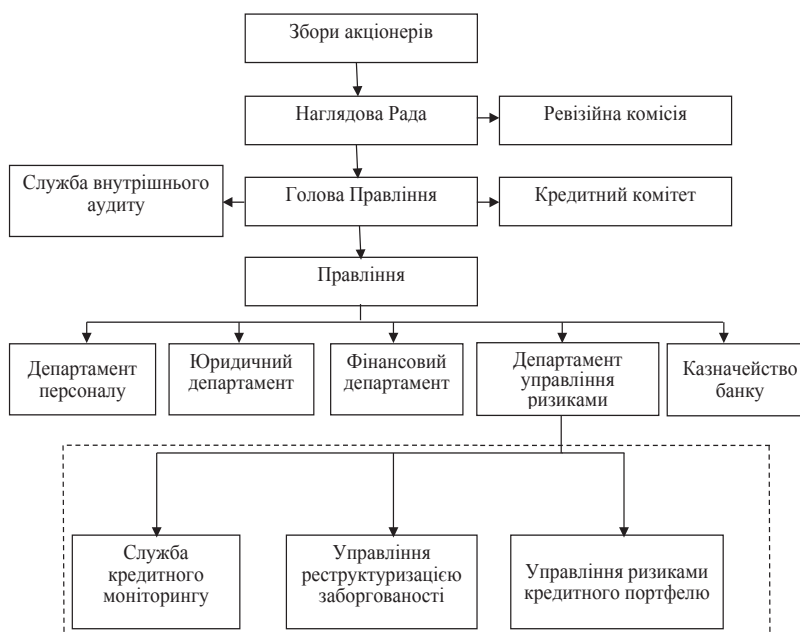 Збори акціонерів
Наглядова Рада
Ревізійна комісія
Служба внутрішнього
аудиту
Голова Правління
Кредитний комітет
Правління
Департамент
персоналу
Юридичний
департамент
Фінансовий
департамент
Департамент
управління
ризиками
Казначейство
банку
Служба
кредитного
моніторингу
Управління
реструктуризацією
заборгованості
Управління ризиками
кредитного портфелю